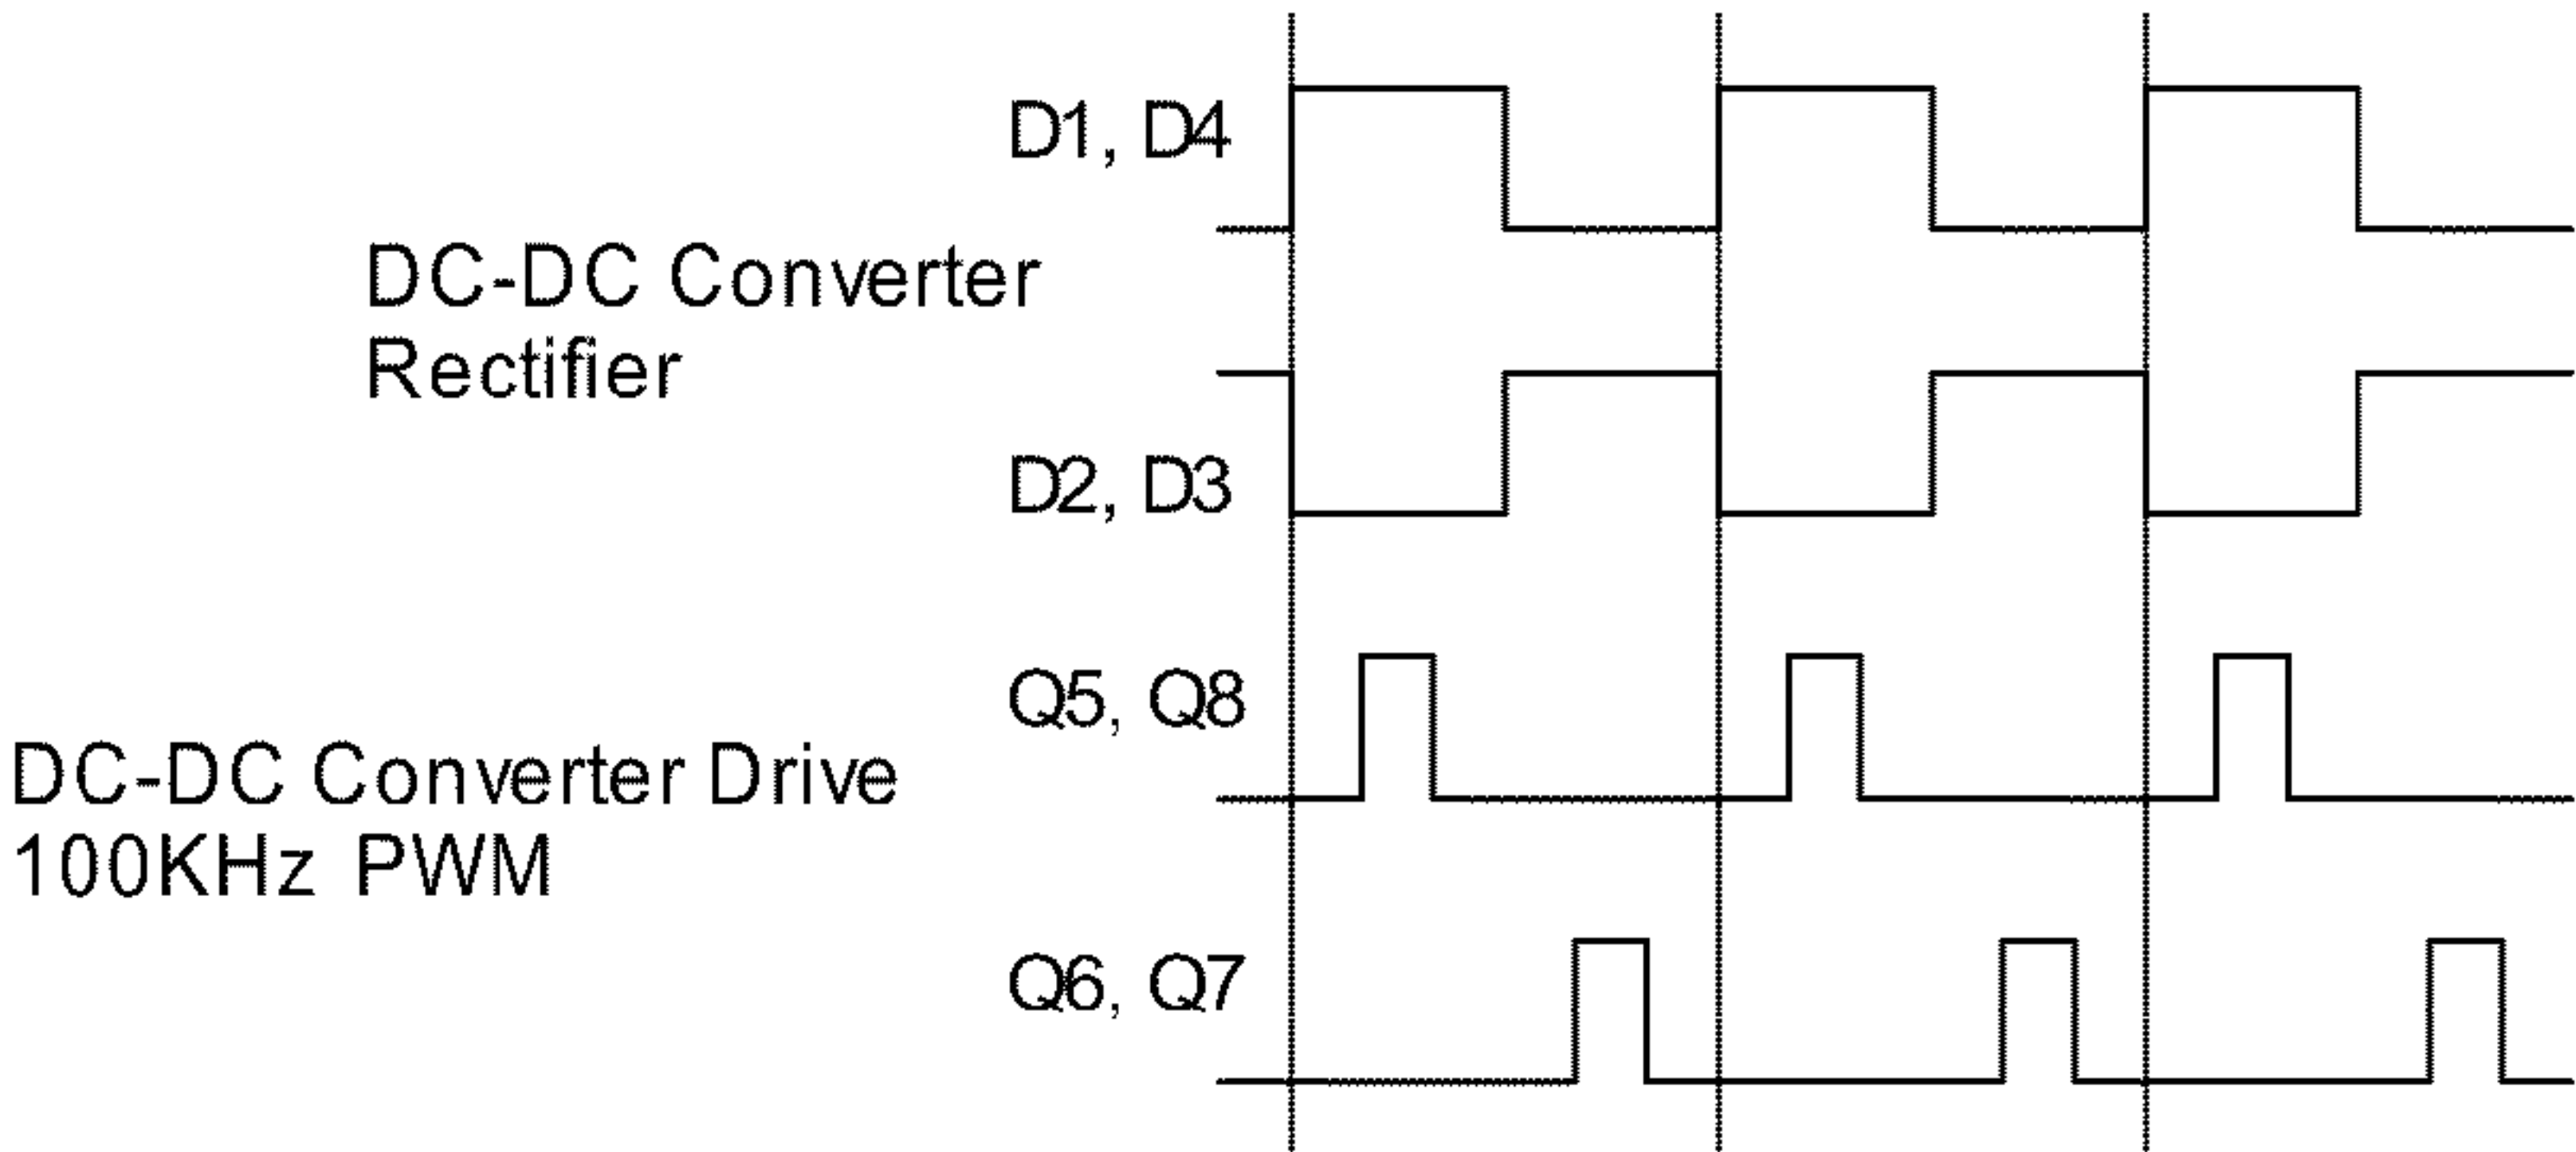 D1, D4
DC-DC Converter
Rectifier
D2, D3
Q5, Q8
DC-DC Converter Drive
100KHz PWM
Q6, Q7